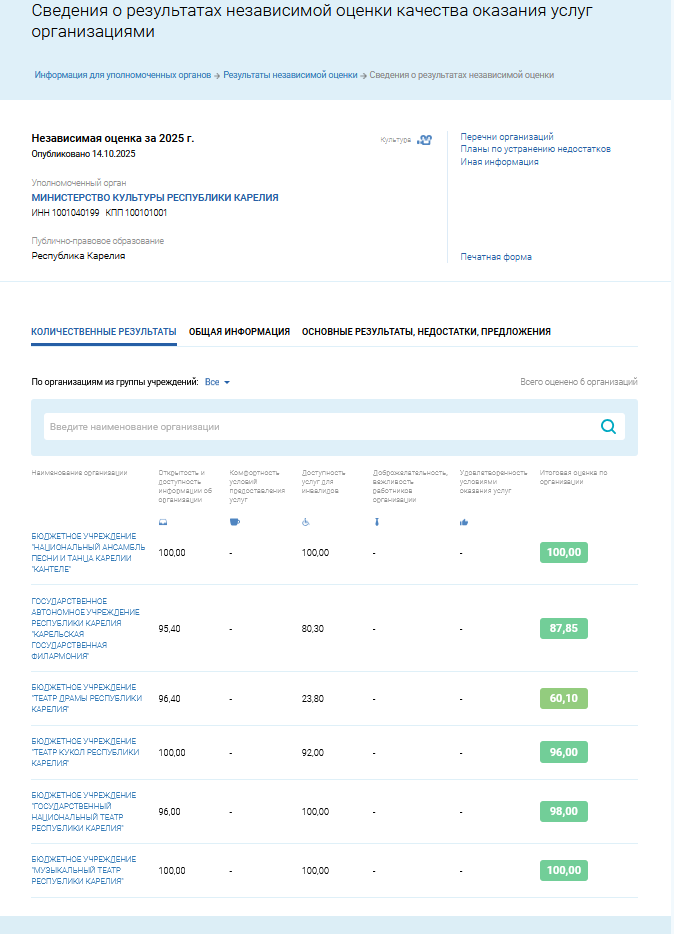 Сведения о результатах независимой оценки качества оказания услуг
организациями
Информация для уполномоченных органов → Результаты независимой оценки → Сведения о результатах независимой оценки
Независимая оценка за 2025 г.
Опубликовано 14.10.2025
Культура
Перечни организаций
Планы по устранению недостатков
Иная информация
Уполномоченный орган
МИНИСТЕРСТВО КУЛЬТУРЫ РЕСПУБЛИКИ КАРЕЛИЯ
ИНН 1001040199 КПП 100101001
Публично-правовое образование
Республика Карелия
Печатная форма
КОЛИЧЕСТВЕННЫЕ РЕЗУЛЬТАТЫ ОБЩАЯ ИНФОРМАЦИЯ ОСНОВНЫЕ РЕЗУЛЬТАТЫ, НЕДОСТАТКИ, ПРЕДЛОЖЕНИЯ
По организациям из группы учреждений: Все
Всего оценено 6 организаций
Введите наименование организации
Наименование организации
Открытость и
доступность
информации об
организации
Комфортность
условий
предоставления
услуг
Доступность
услуг для
инвалидов
Доброжелательность,
вежливость
работников
организации
Удовлетворенность
условиями
оказания услуг
Итоговая оценка по
организации
БЮДЖЕТНОЕ УЧРЕЖДЕНИЕ
"НАЦИОНАЛЬНЫЙ АНСАМБЛЬ
ПЕСНИ И ТАНЦА КАРЕЛИИ
"КАНТЕЛЕ"
100,00 - 100,00 - - 100,00
ГОСУДАРСТВЕННОЕ
АВТОНОМНОЕ УЧРЕЖДЕНИЕ
РЕСПУБЛИКИ КАРЕЛИЯ
"КАРЕЛЬСКАЯ
ГОСУДАРСТВЕННАЯ
ФИЛАРМОНИЯ"
95,40 - 80,30 - - 87,85
БЮДЖЕТНОЕ УЧРЕЖДЕНИЕ
"ТЕАТР ДРАМЫ РЕСПУБЛИКИ
КАРЕЛИЯ"
96,40 - 23,80 - - 60,10
БЮДЖЕТНОЕ УЧРЕЖДЕНИЕ
"ТЕАТР КУКОЛ РЕСПУБЛИКИ
КАРЕЛИЯ"
100,00 - 92,00 - - 96,00
БЮДЖЕТНОЕ УЧРЕЖДЕНИЕ
"ГОСУДАРСТВЕННЫЙ
НАЦИОНАЛЬНЫЙ ТЕАТР
РЕСПУБЛИКИ КАРЕЛИЯ"
96,00 - 100,00 - - 98,00
БЮДЖЕТНОЕ УЧРЕЖДЕНИЕ
"МУЗЫКАЛЬНЫЙ ТЕАТР
РЕСПУБЛИКИ КАРЕЛИЯ"
100,00 - 100,00 - - 100,00